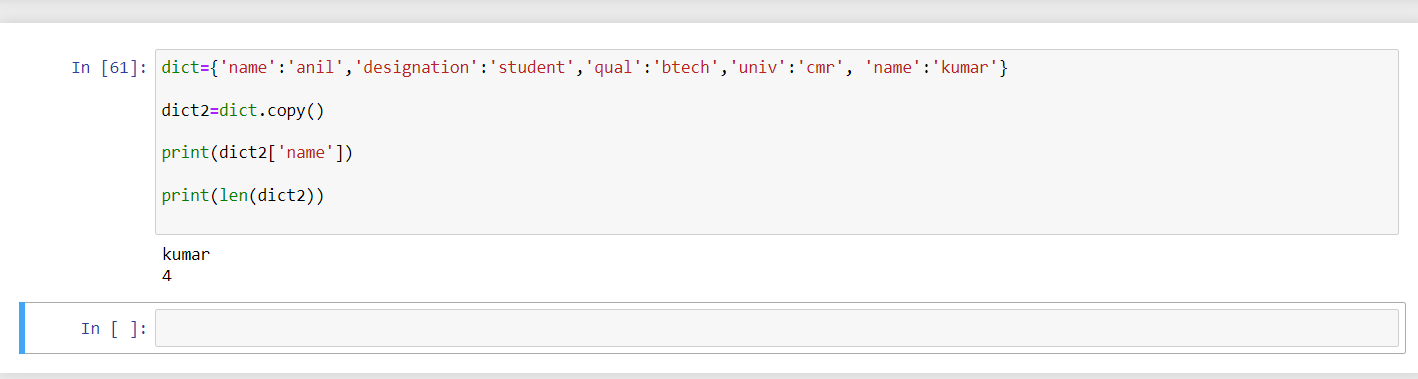 In [61]: dict={'name':'anil','designation':'student','qual':'btech','univ':'cmr', 'name':'kumar'}
dict2=dict.copy()
print(dict2['name'])
print(len(dict2))
kumar
4
In [ ]: